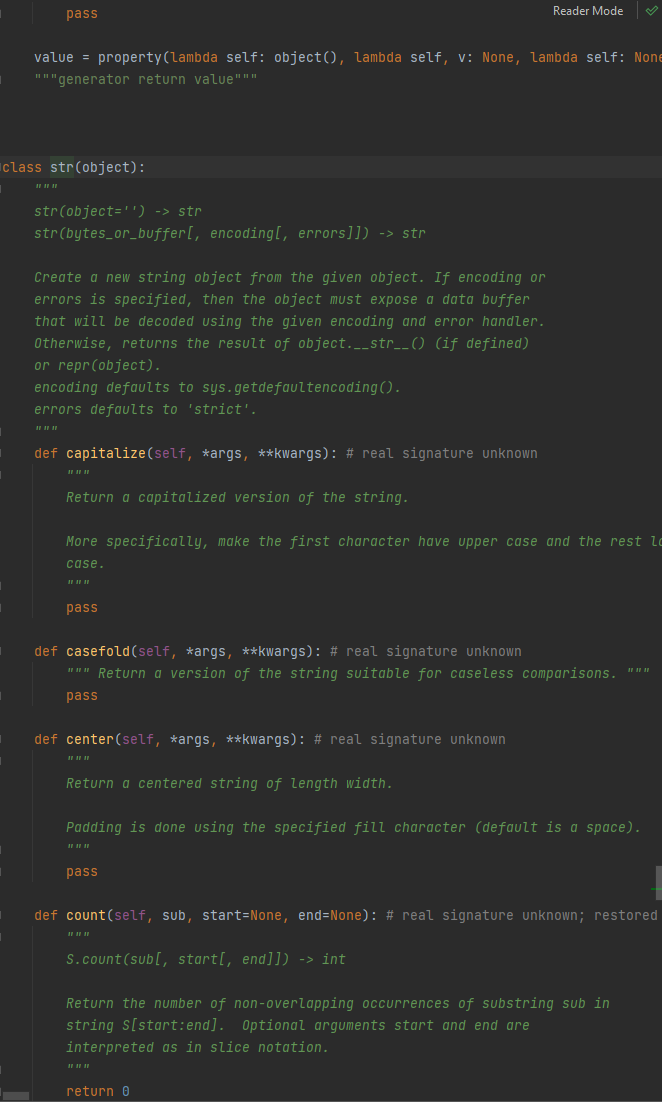 Reader Mode
pass
value = property(lambda self: object(), lambda self, v: None, lambda self: None
"""generator return value"""
class str(object):
"""
str(object='') -> str
str(bytes_or_buffer[, encoding[, errors]]) -> str
Create a new string object from the given object. If encoding or
errors is specified, then the object must expose a data buffer
that will be decoded using the given encoding and error handler.
Otherwise, returns the result of object.__str__() (if defined)
or repr(object).
encoding defaults to sys.getdefaultencoding().
errors defaults to 'strict'.
"""
def capitalize(self, *args, **kwargs): # real signature unknown
"""
Return a capitalized version of the string.
More specifically, make the first character have upper case and the rest lo
case.
"""
pass
def casefold(self, *args, **kwargs): # real signature unknown
""" Return a version of the string suitable for caseless comparisons. """
pass
def center(self, *args, **kwargs): # real signature unknown
"""
Return a centered string of length width.
Padding is done using the specified fill character (default is a space).
"""
pass
def count(self, sub, start=None, end=None): # real signature unknown; restored
"""
S.count(sub[, start[, end]]) -> int
Return the number of non-overlapping occurrences of substring sub in
string S[start:end].  Optional arguments start and end are
interpreted as in slice notation.
"""
return 0